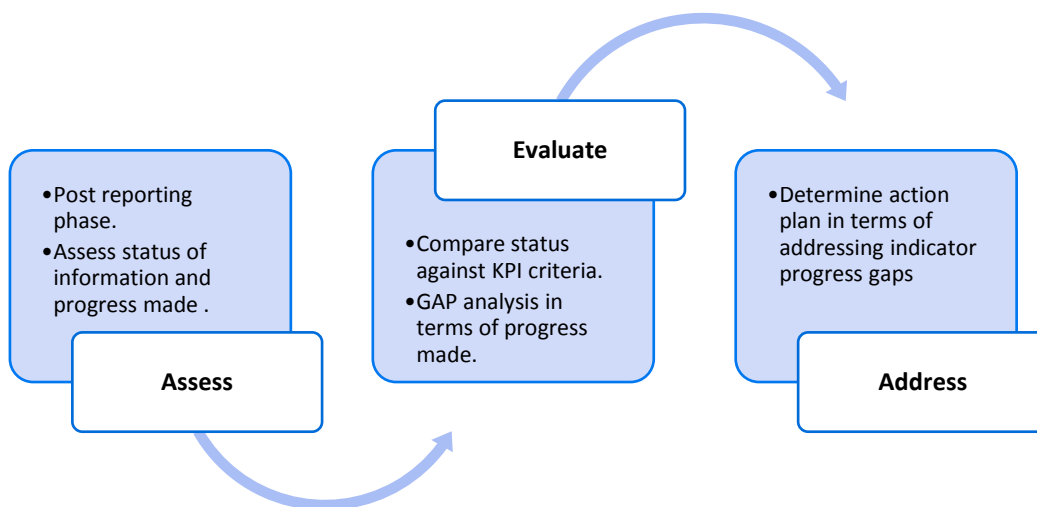 •Post reporting
phase.
•Assess status of
information and
progress made .
Assess
Evaluate
•Compare status
against KPI criteria.
•GAP analysis in
terms of progress
made.
•Determine action
plan in terms of
addressing indicator
progress gaps
Address